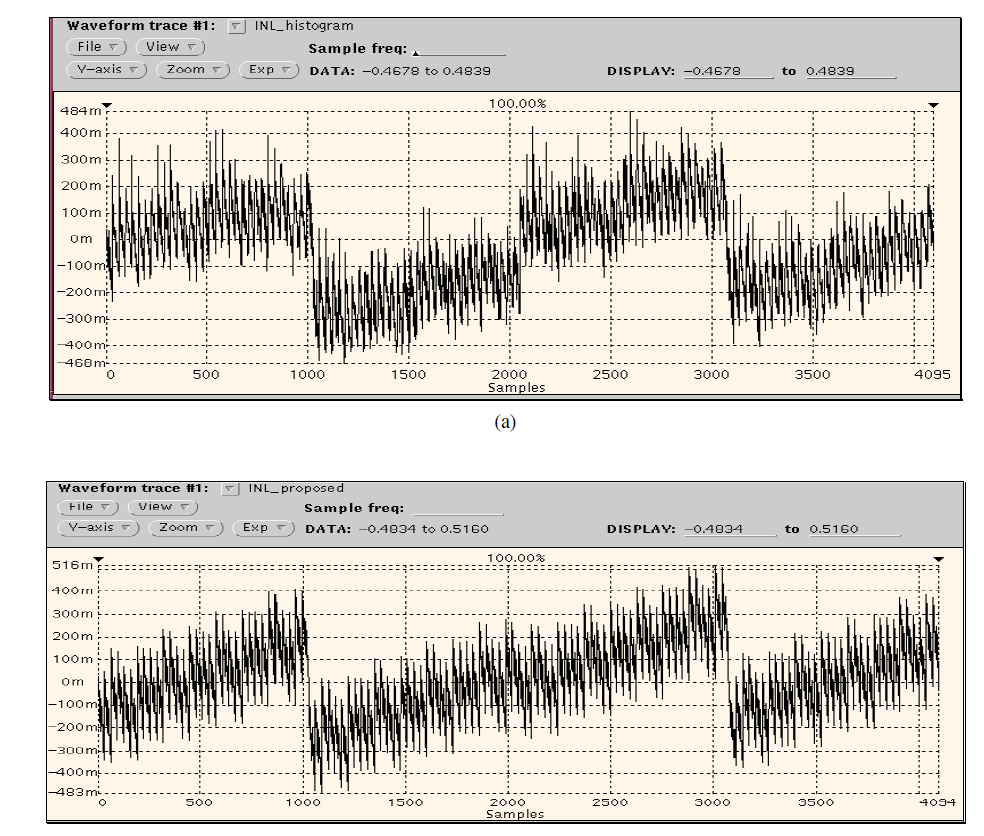 Waveform trace #1: INL_histogram
File View Sample freq:
Y-axis Zoom Exp DATA: -0.4678 to 0.4839 DISPLAY: -0.4678 to 0.4839
100.00%
484m
400m
300m
200m
100m
0m
-100m
-200m
-300m
-400m
-468m
0 500 1000 1500 2000 2500 3000 3500 4095
Samples
(a)
Waveform trace #1: INL_proposed
File View Sample freq:
Y-axis Zoom Exp DATA: -0.4834 to 0.5160 DISPLAY: -0.4834 to 0.5160
100.00%
516m
400m
300m
200m
100m
0m
-100m
-200m
-300m
-400m
-483m
0 500 1000 1500 2000 2500 3000 3500 4094
Samples